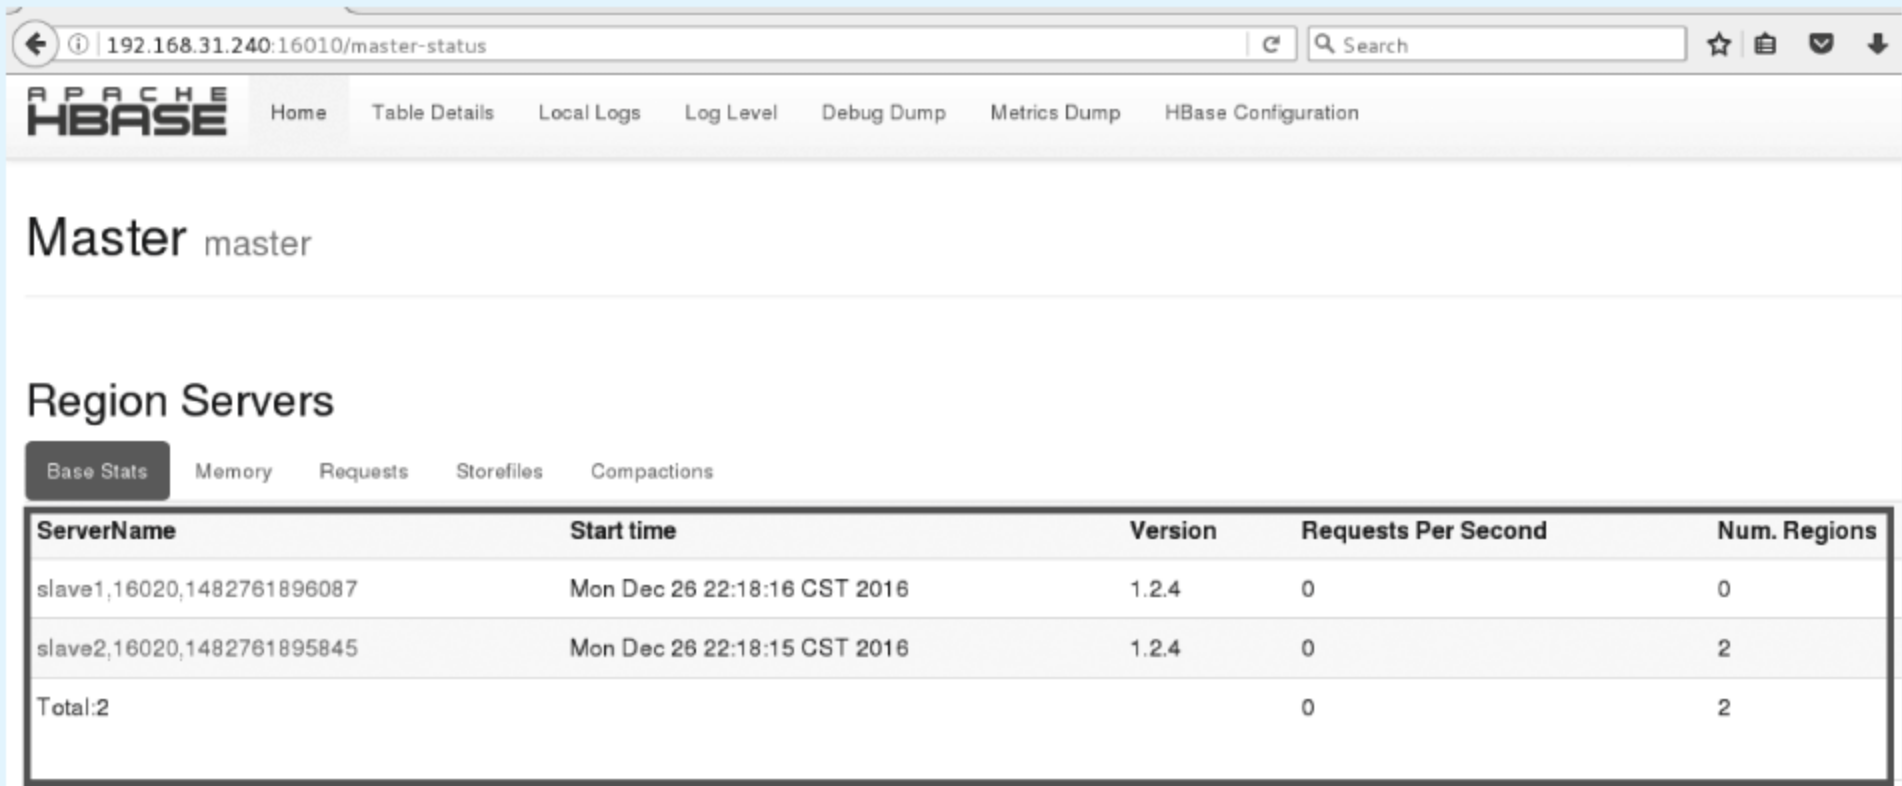 192.168.31.240:16010/master-status Search
APACHE
HBASE Home Table Details Local Logs Log Level Debug Dump Metrics Dump HBase Configuration
Master master
Region Servers
Base Stats Memory Requests Storefiles Compactions
ServerName Start time Version Requests Per Second Num. Regions
slave1,16020,1482761896087 Mon Dec 26 22:18:16 CST 2016 1.2.4 0 0
slave2,16020,1482761895845 Mon Dec 26 22:18:15 CST 2016 1.2.4 0 2
Total:2 0 2